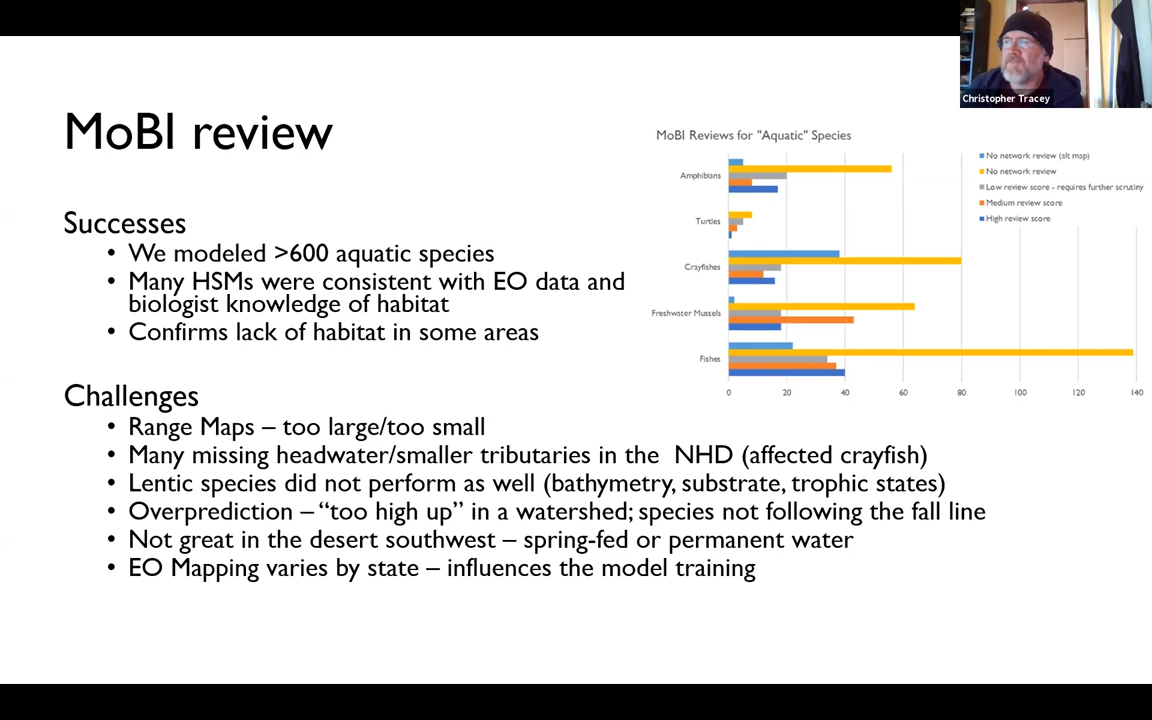 Christopher Tracey
MoBI review
MoBI Reviews for "Aquatic" Species
No network review (alt map)
No network review
Low review score - requires further scrutiny
Medium review score
High review score
Amphibians
Turtles
Crayfishes
Freshwater Mussels
Fishes
0 20 40 60 80 100 120 140
Successes
• We modeled >600 aquatic species
• Many HSMs were consistent with EO data and
biologist knowledge of habitat
• Confirms lack of habitat in some areas
Challenges
• Range Maps – too large/too small
• Many missing headwater/smaller tributaries in the NHD (affected crayfish)
• Lentic species did not perform as well (bathymetry, substrate, trophic states)
• Overprediction – “too high up” in a watershed; species not following the fall line
• Not great in the desert southwest – spring-fed or permanent water
• EO Mapping varies by state – influences the model training